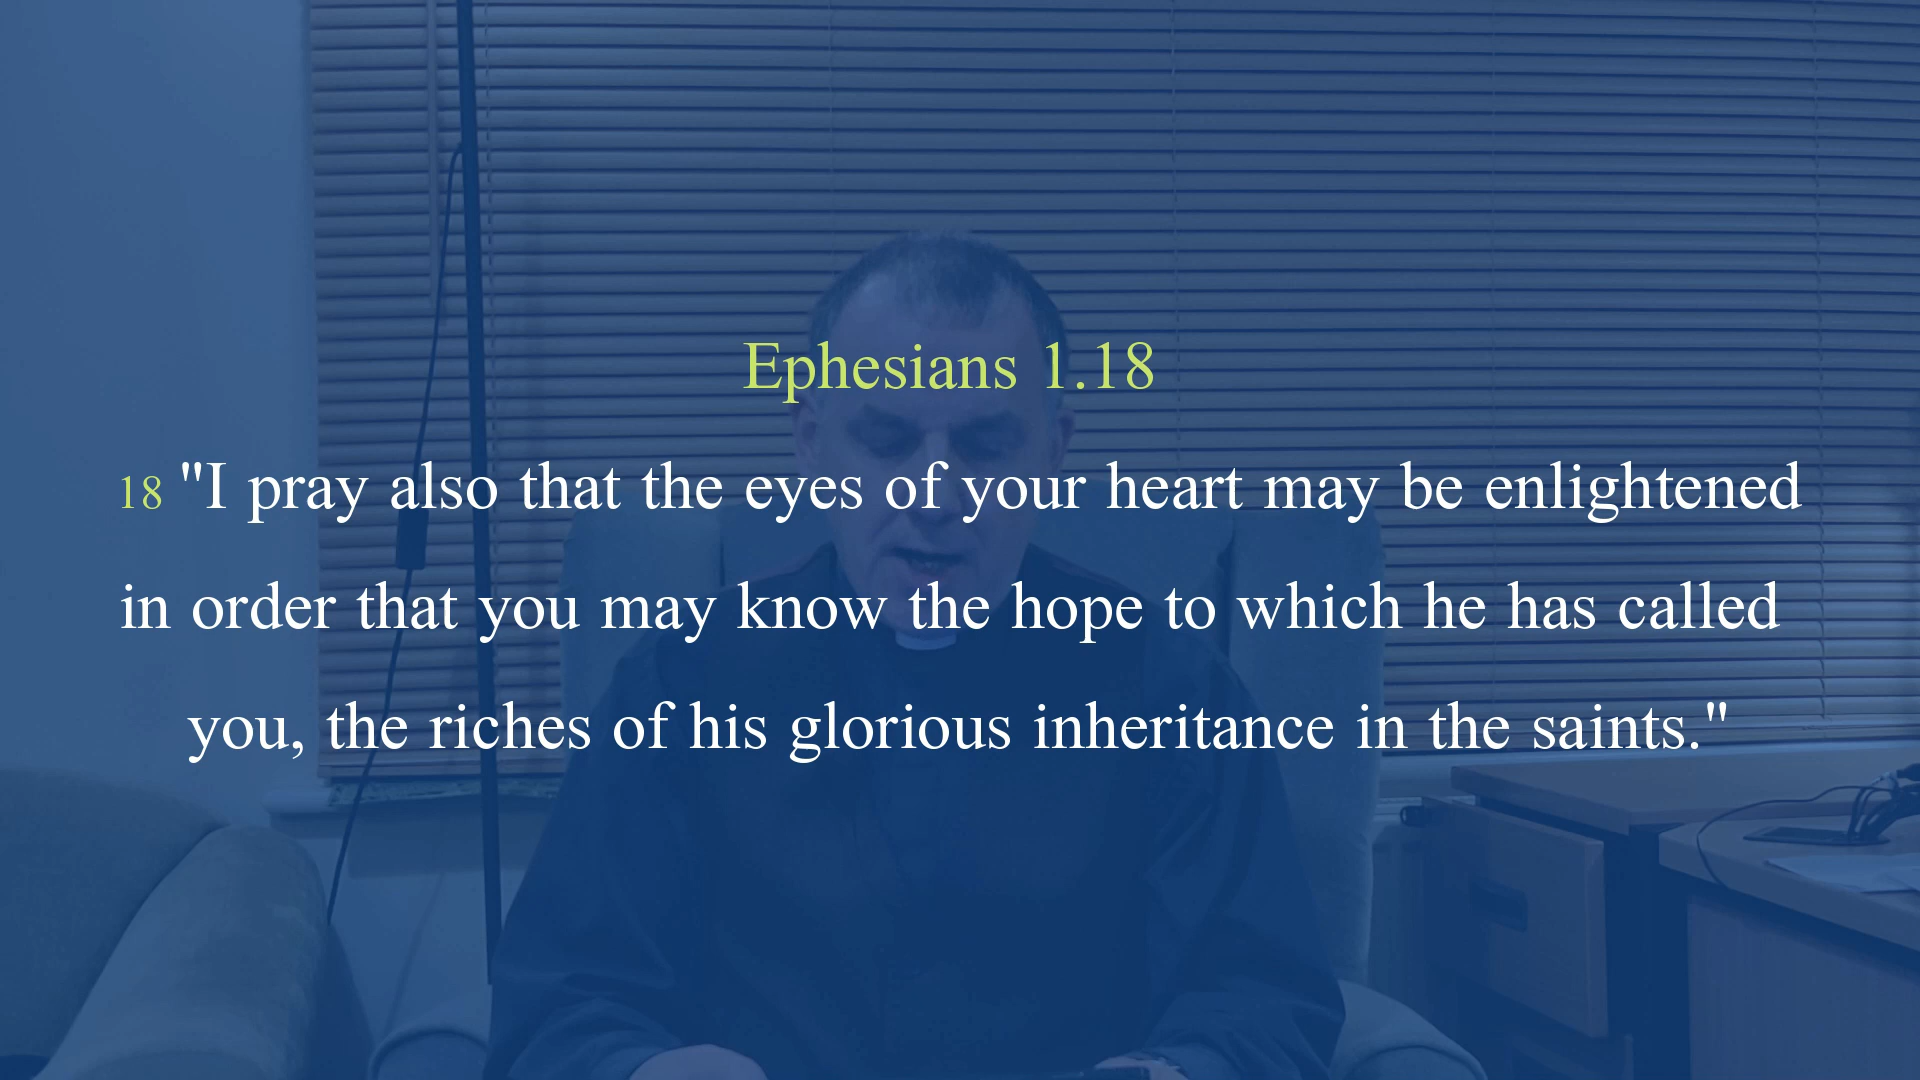 Ephesians 1.18
18 "I pray also that the eyes of your heart may be enlightened
in order that you may know the hope to which he has called
you, the riches of his glorious inheritance in the saints."